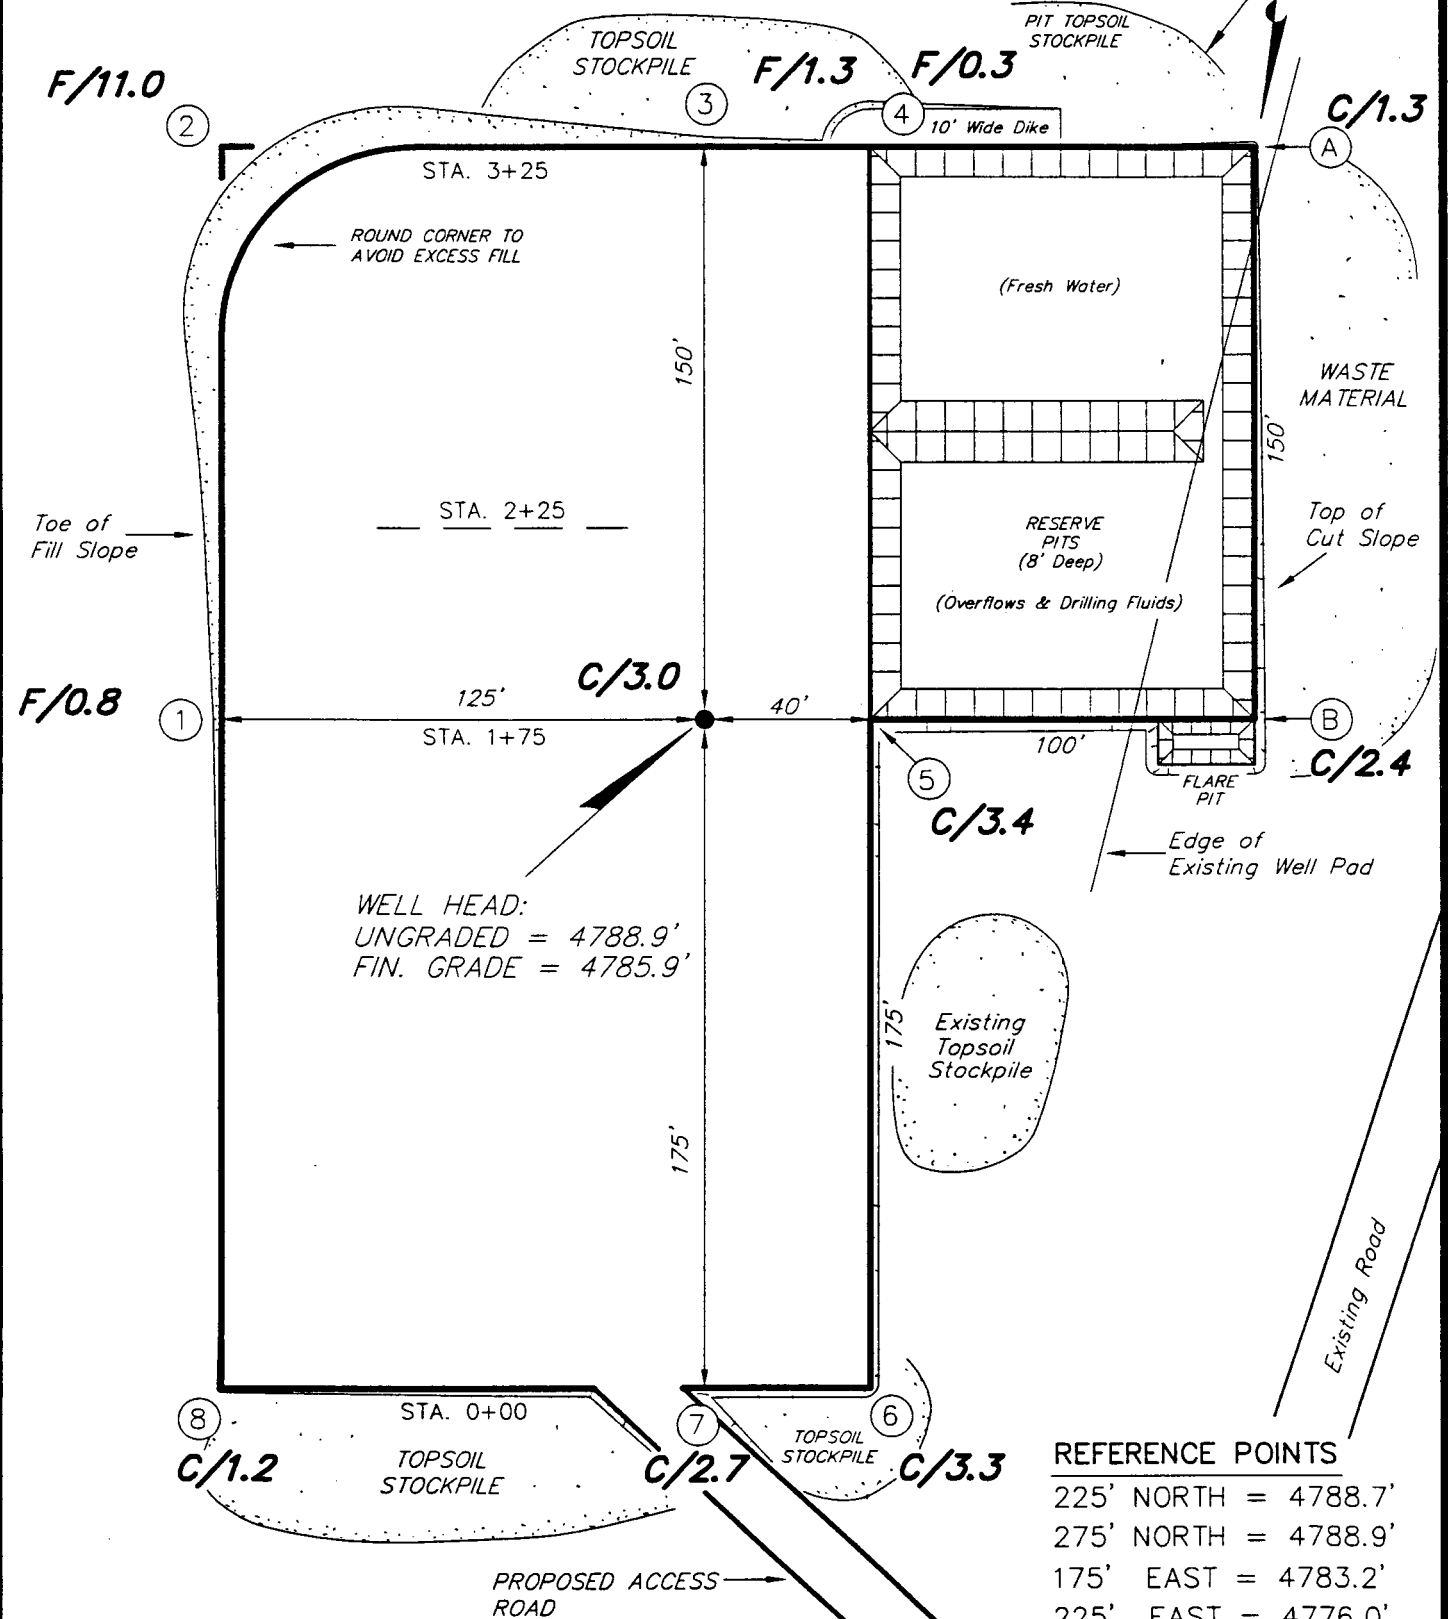 PIT TOPSOIL
STOCKPILE
TOPSOIL
STOCKPILE
F/11.0
F/1.3
F/0.3
C/1.3
2
3
4
10' Wide Dike
A
STA. 3+25
ROUND CORNER TO
AVOID EXCESS FILL
(Fresh Water)
150'
WASTE
MATERIAL
150'
STA. 2+25
Toe of
Fill Slope
RESERVE
PITS
(8' Deep)
(Overflows & Drilling Fluids)
Top of
Cut Slope
F/0.8
C/3.0
1
125'
40'
B
STA. 1+75
100'
C/2.4
5
FLARE
PIT
C/3.4
Edge of
Existing Well Pad
WELL HEAD:
UNGRADED = 4788.9'
FIN. GRADE = 4785.9'
175'
Existing
Topsoil
Stockpile
175'
Existing Road
8
STA. 0+00
7
6
C/1.2
TOPSOIL
STOCKPILE
C/2.7
TOPSOIL
STOCKPILE
C/3.3
REFERENCE POINTS
225' NORTH = 4788.7'
275' NORTH = 4788.9'
175' EAST = 4783.2'
225' EAST = 4776.0'
PROPOSED ACCESS
ROAD